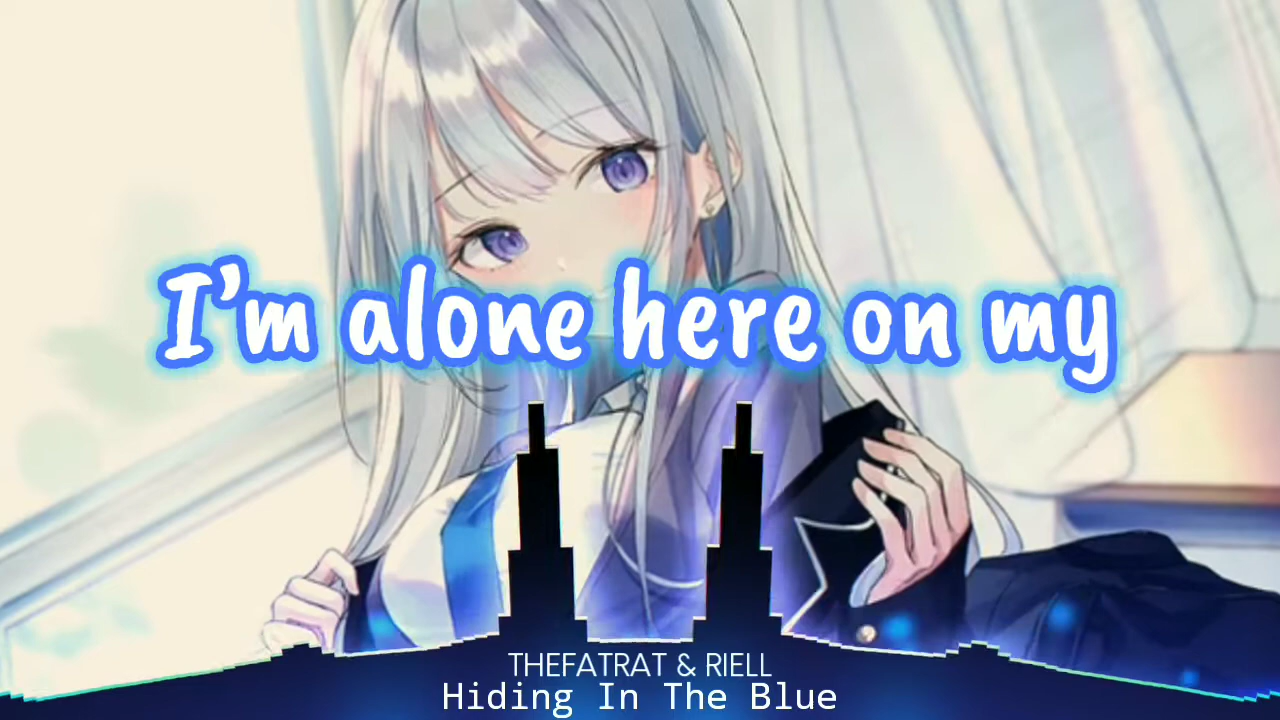 I’m alone here on my
THEFATRAT & RIELL
Hiding In The Blue